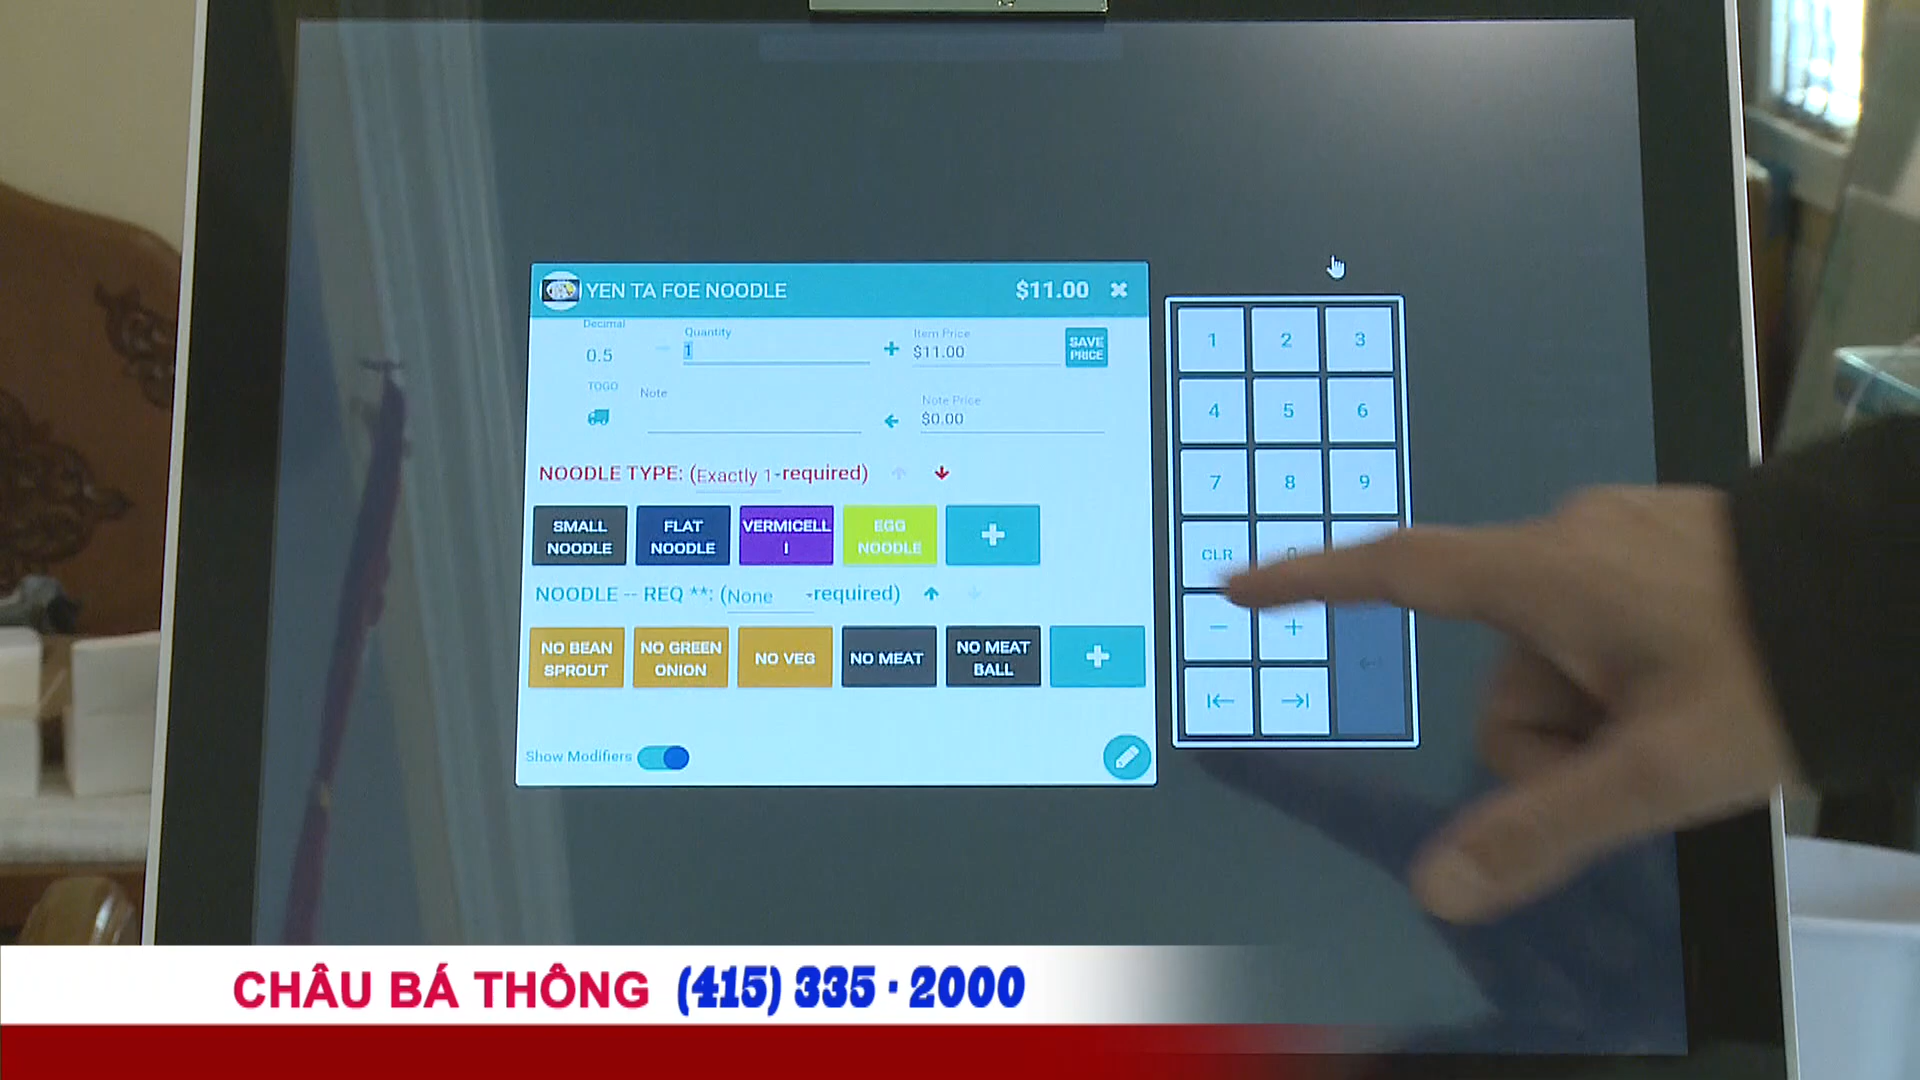 YEN TA FOE NOODLE $11.00 ✖
Decimal Quantity Item Price
0.5 1 + $11.00 SAVE PRICE
TOGO Note Note Price
$0.00
NOODLE TYPE: (Exactly 1-required)
SMALL NOODLE
FLAT NOODLE
VERMICELLI
EGG NOODLE
+
NOODLE -- REQ **: (None -required)
NO BEAN SPROUT
NO GREEN ONION
NO VEG
NO MEAT
NO MEAT BALL
+
Show Modifiers
1 2 3
4 5 6
7 8 9
CLR 0
- +
CHÂU BÁ THÔNG (415) 335 · 2000